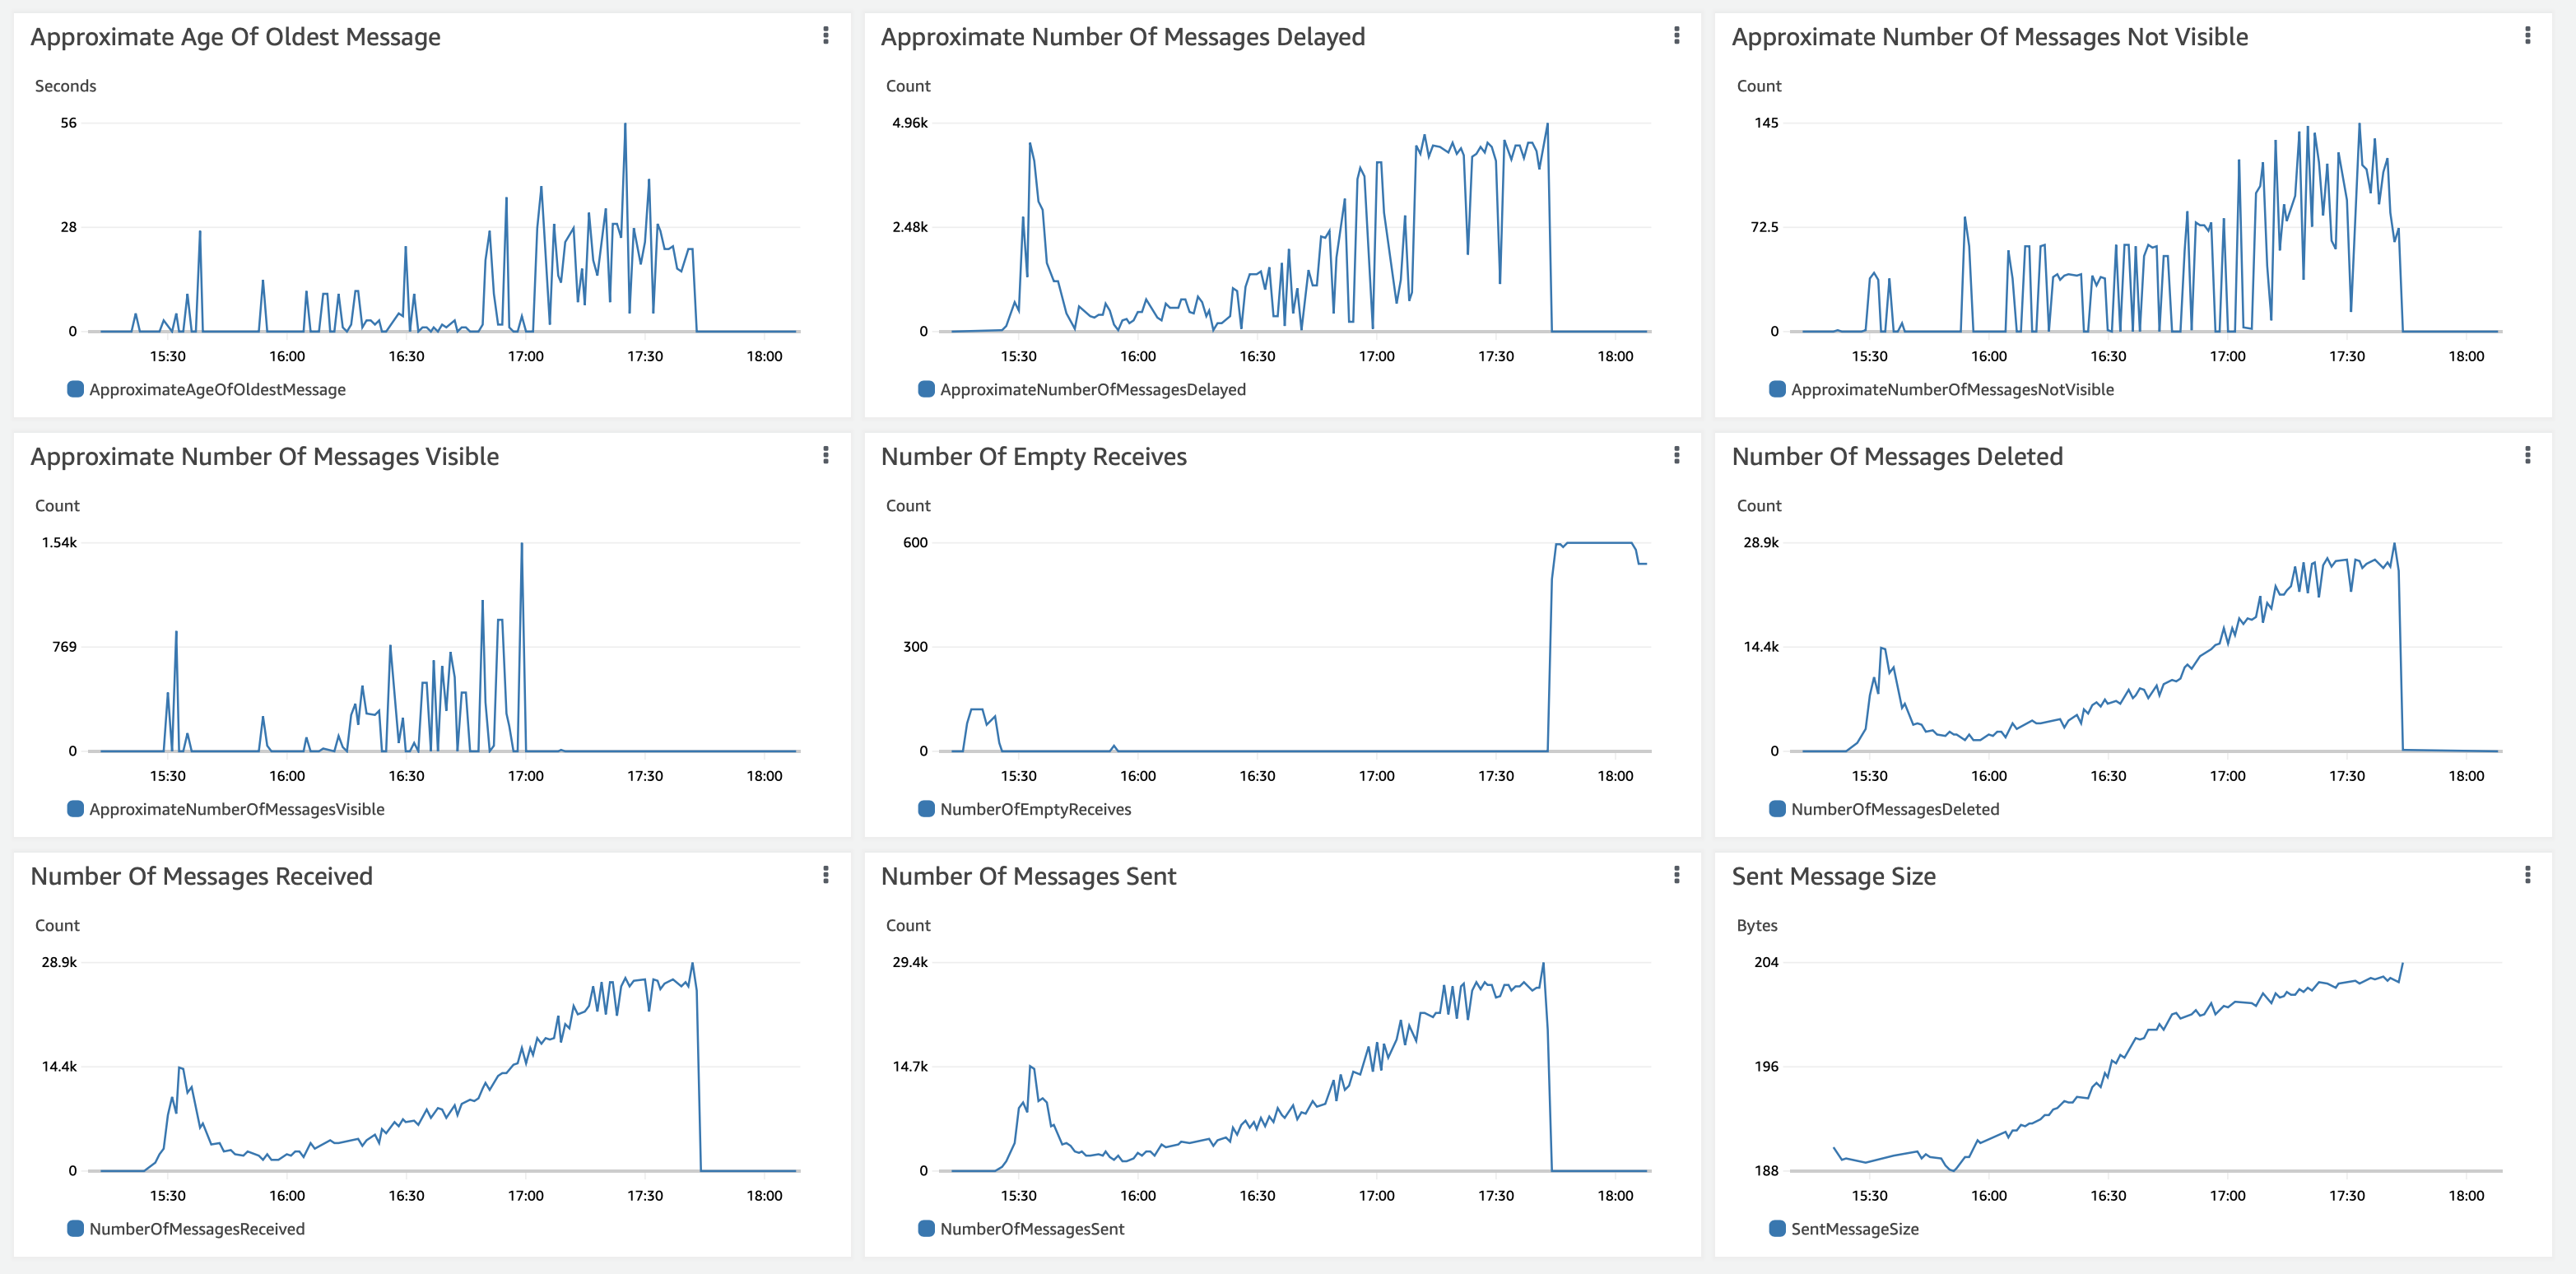 Approximate Age Of Oldest Message
Seconds
56
28
0
15:30 16:00 16:30 17:00 17:30 18:00
ApproximateAgeOfOldestMessage
Approximate Number Of Messages Delayed
Count
4.96k
2.48k
0
15:30 16:00 16:30 17:00 17:30 18:00
ApproximateNumberOfMessagesDelayed
Approximate Number Of Messages Not Visible
Count
145
72.5
0
15:30 16:00 16:30 17:00 17:30 18:00
ApproximateNumberOfMessagesNotVisible
Approximate Number Of Messages Visible
Count
1.54k
769
0
15:30 16:00 16:30 17:00 17:30 18:00
ApproximateNumberOfMessagesVisible
Number Of Empty Receives
Count
600
300
0
15:30 16:00 16:30 17:00 17:30 18:00
NumberOfEmptyReceives
Number Of Messages Deleted
Count
28.9k
14.4k
0
15:30 16:00 16:30 17:00 17:30 18:00
NumberOfMessagesDeleted
Number Of Messages Received
Count
28.9k
14.4k
0
15:30 16:00 16:30 17:00 17:30 18:00
NumberOfMessagesReceived
Number Of Messages Sent
Count
29.4k
14.7k
0
15:30 16:00 16:30 17:00 17:30 18:00
NumberOfMessagesSent
Sent Message Size
Bytes
204
196
188
15:30 16:00 16:30 17:00 17:30 18:00
SentMessageSize